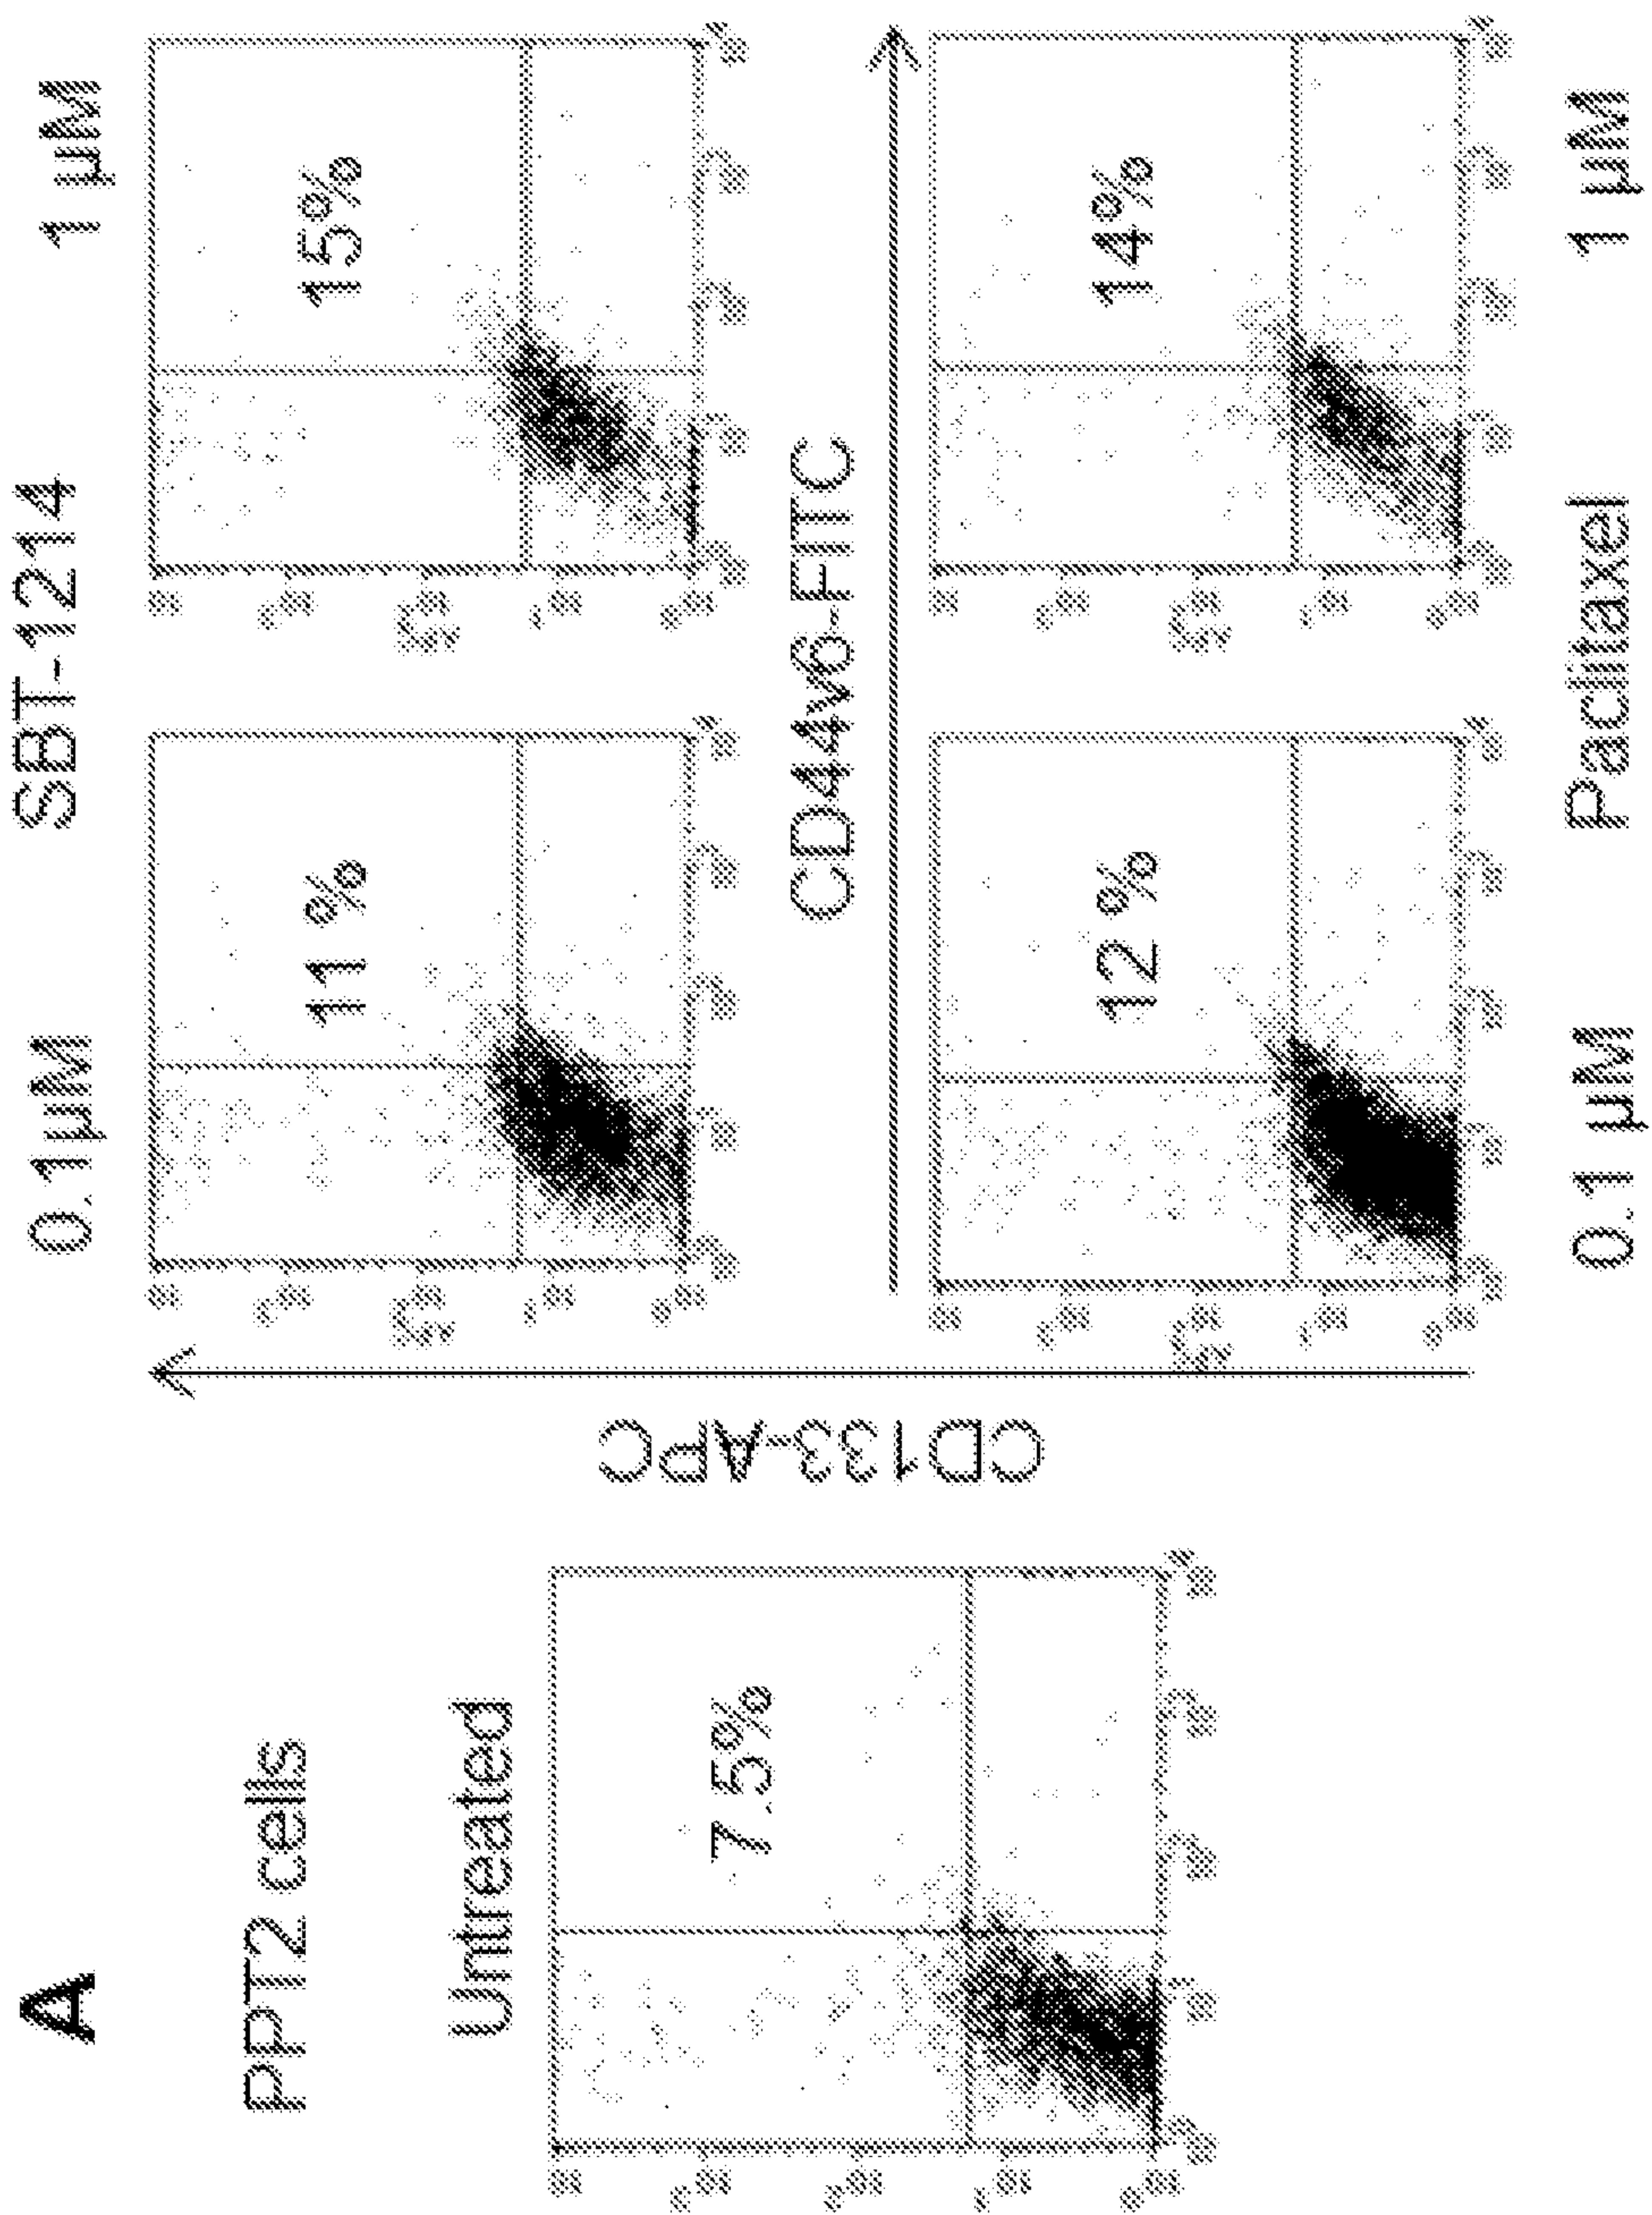 A
PPT2 cells
Untreated
7.5%
CD133-APC
SBT-1214
0.1µM
1 µM
11 %
15%
CD44v6-FITC
12 %
14%
0.1 µM
1 µM
Paclitaxel